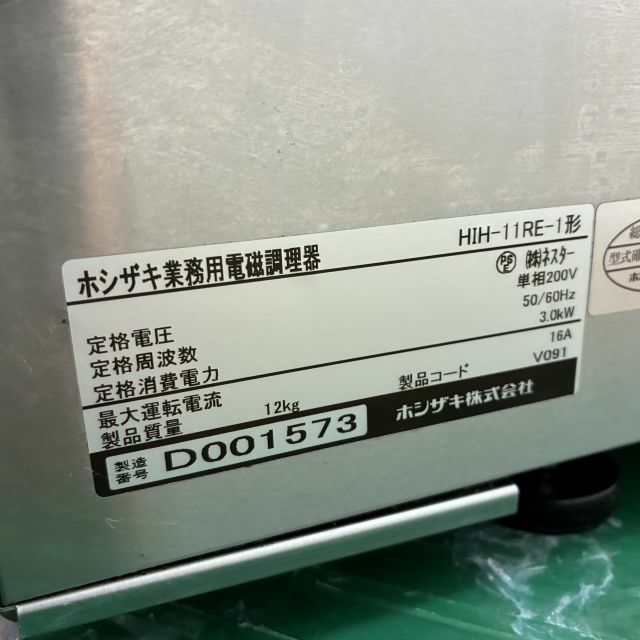 HIH-11RE-1形
ホシザキ業務用電磁調理器
㈱ネスター
定格電圧 単相200V
定格周波数 50/60Hz
定格消費電力 3.0kW
最大運転電流 16A
製品質量 12kg 製品コード V091
製造番号 D001573 ホシザキ株式会社
型式